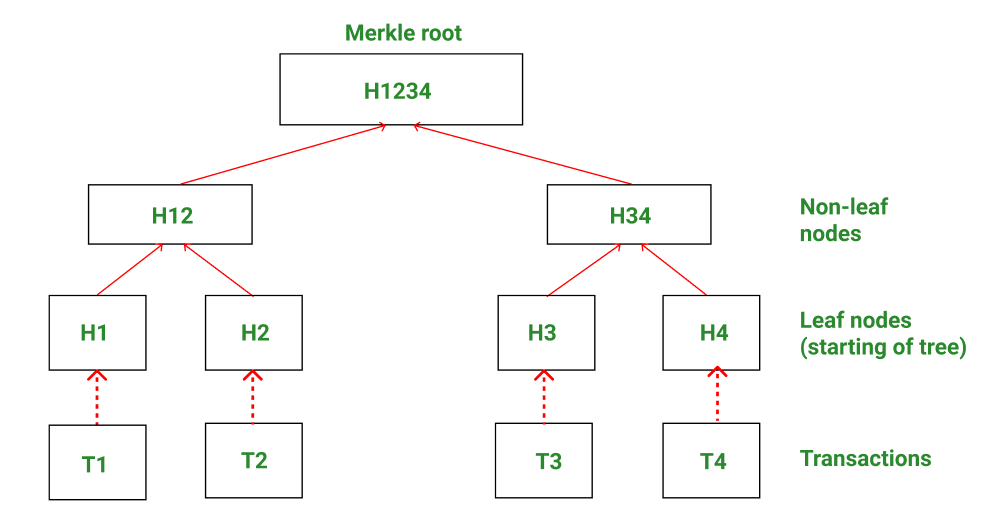 Merkle root
H1234
H12
H34
Non-leaf
nodes
H1
H2
H3
H4
Leaf nodes
(starting of tree)
T1
T2
T3
T4
Transactions